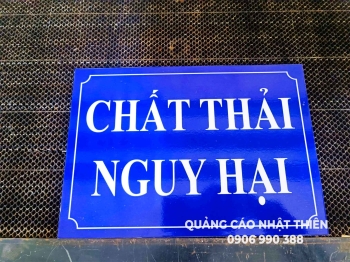 CHẤT THẢI
NGUY HẠI
QUẢNG CÁO NHẬT THIÊN
0906 990 388